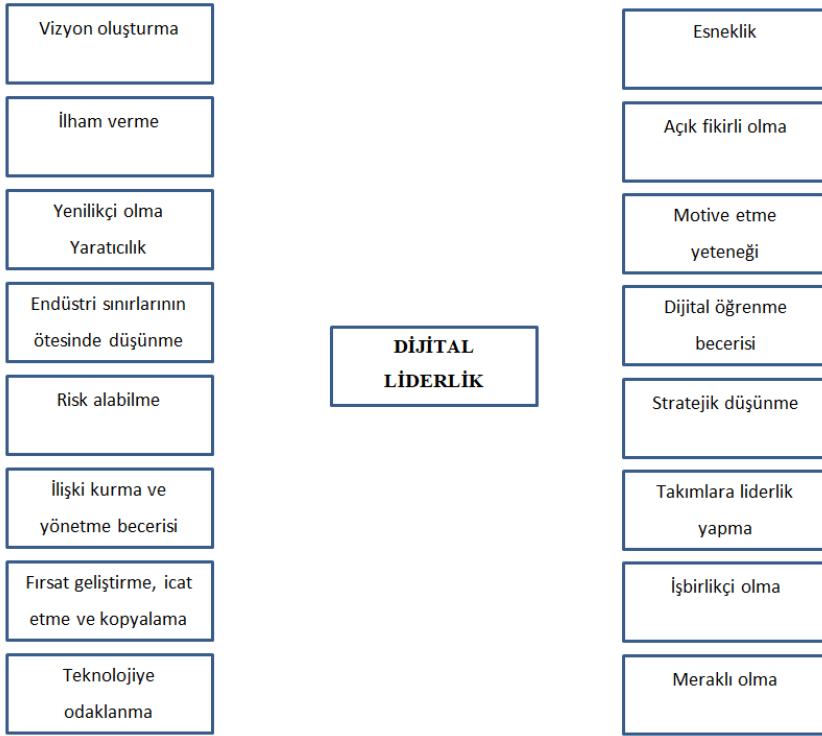 Vizyon oluşturma
İlham verme
Yenilikçi olma
Yaratıcılık
Endüstri sınırlarının
ötesinde düşünme
Risk alabilme
İlişki kurma ve
yönetme becerisi
Fırsat geliştirme, icat
etme ve kopyalama
Teknolojiye
odaklanma
DİJİTAL
LİDERLİK
Esneklik
Açık fikirli olma
Motive etme
yeteneği
Dijital öğrenme
becerisi
Stratejik düşünme
Takımlara liderlik
yapma
İşbirlikçi olma
Meraklı olma